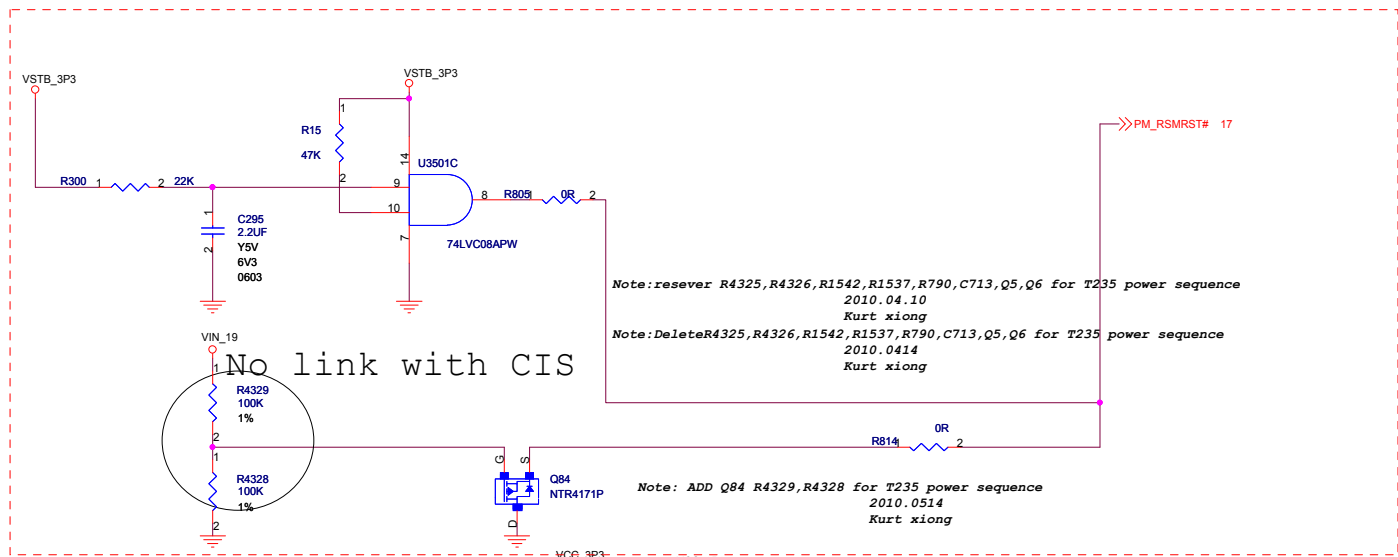 VSTB_3P3
VSTB_3P3
1
R15
47K
2
14
U3501C
PM_RSMRST# 17
R300 1 2 22K
9
10
8
R805 1 0R 2
7
74LVC08APW
1
C295
2.2UF
2
Y5V
6V3
0603
Note:resever R4325,R4326,R1542,R1537,R790,C713,Q5,Q6 for T235 power sequence
2010.04.10
Kurt xiong
Note:DeleteR4325,R4326,R1542,R1537,R790,C713,Q5,Q6 for T235 power sequence
2010.0414
Kurt xiong
VIN_19
No link with CIS
1
R4329
100K
1%
2
1
R4328
100K
1%
2
G
S
D
Q84
NTR4171P
R814 1 0R 2
Note: ADD Q84 R4329,R4328 for T235 power sequence
2010.0514
Kurt xiong
VCC_3P3